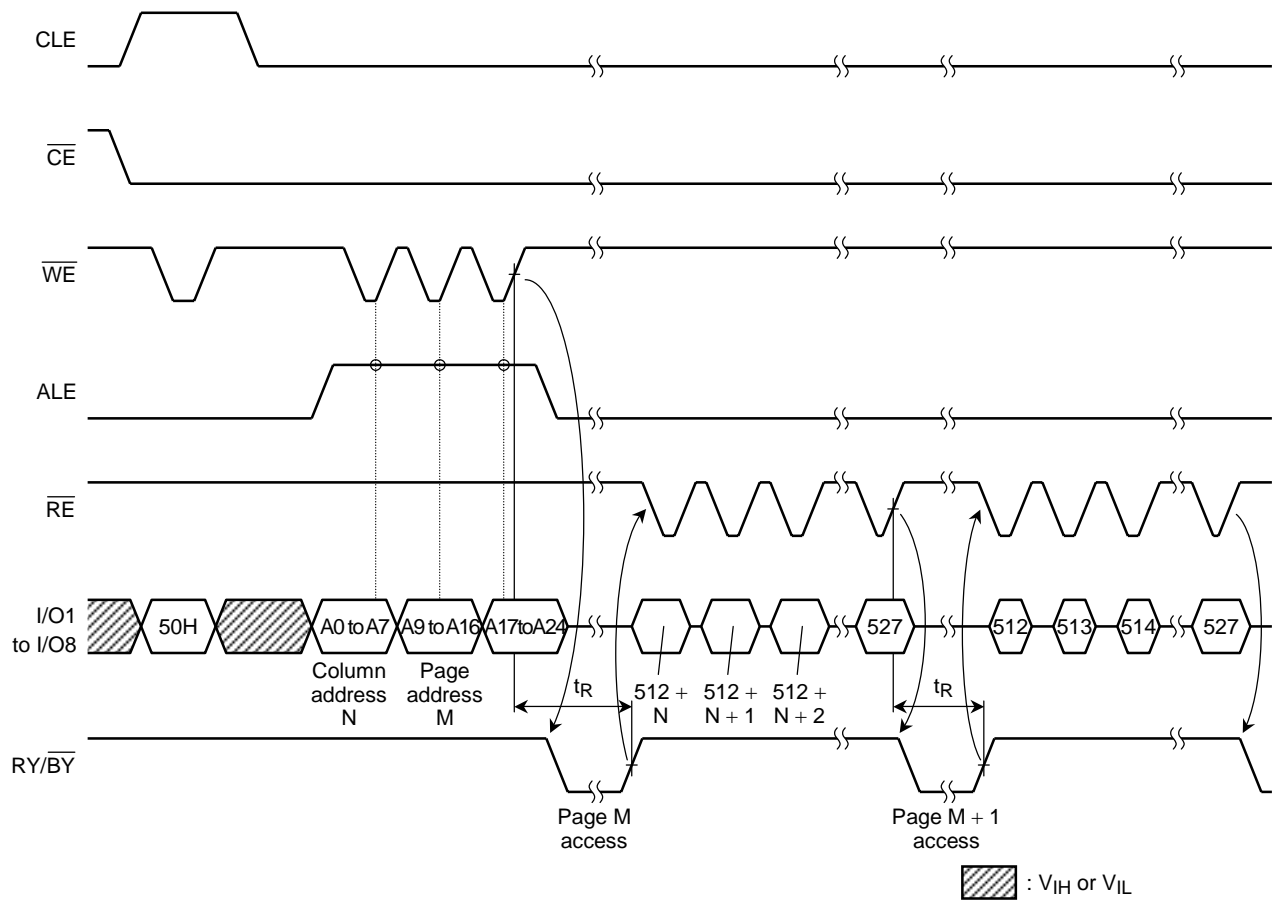 CLE
CE
WE
ALE
RE
I/O1
to I/O8
50H
A0 to A7
A9 to A16
A17 to A24
527
512
513
514
527
Column
address
N
Page
address
M
tR
512 +
N
512 +
N + 1
512 +
N + 2
tR
RY/BY
Page M
access
Page M + 1
access
: VIH or VIL